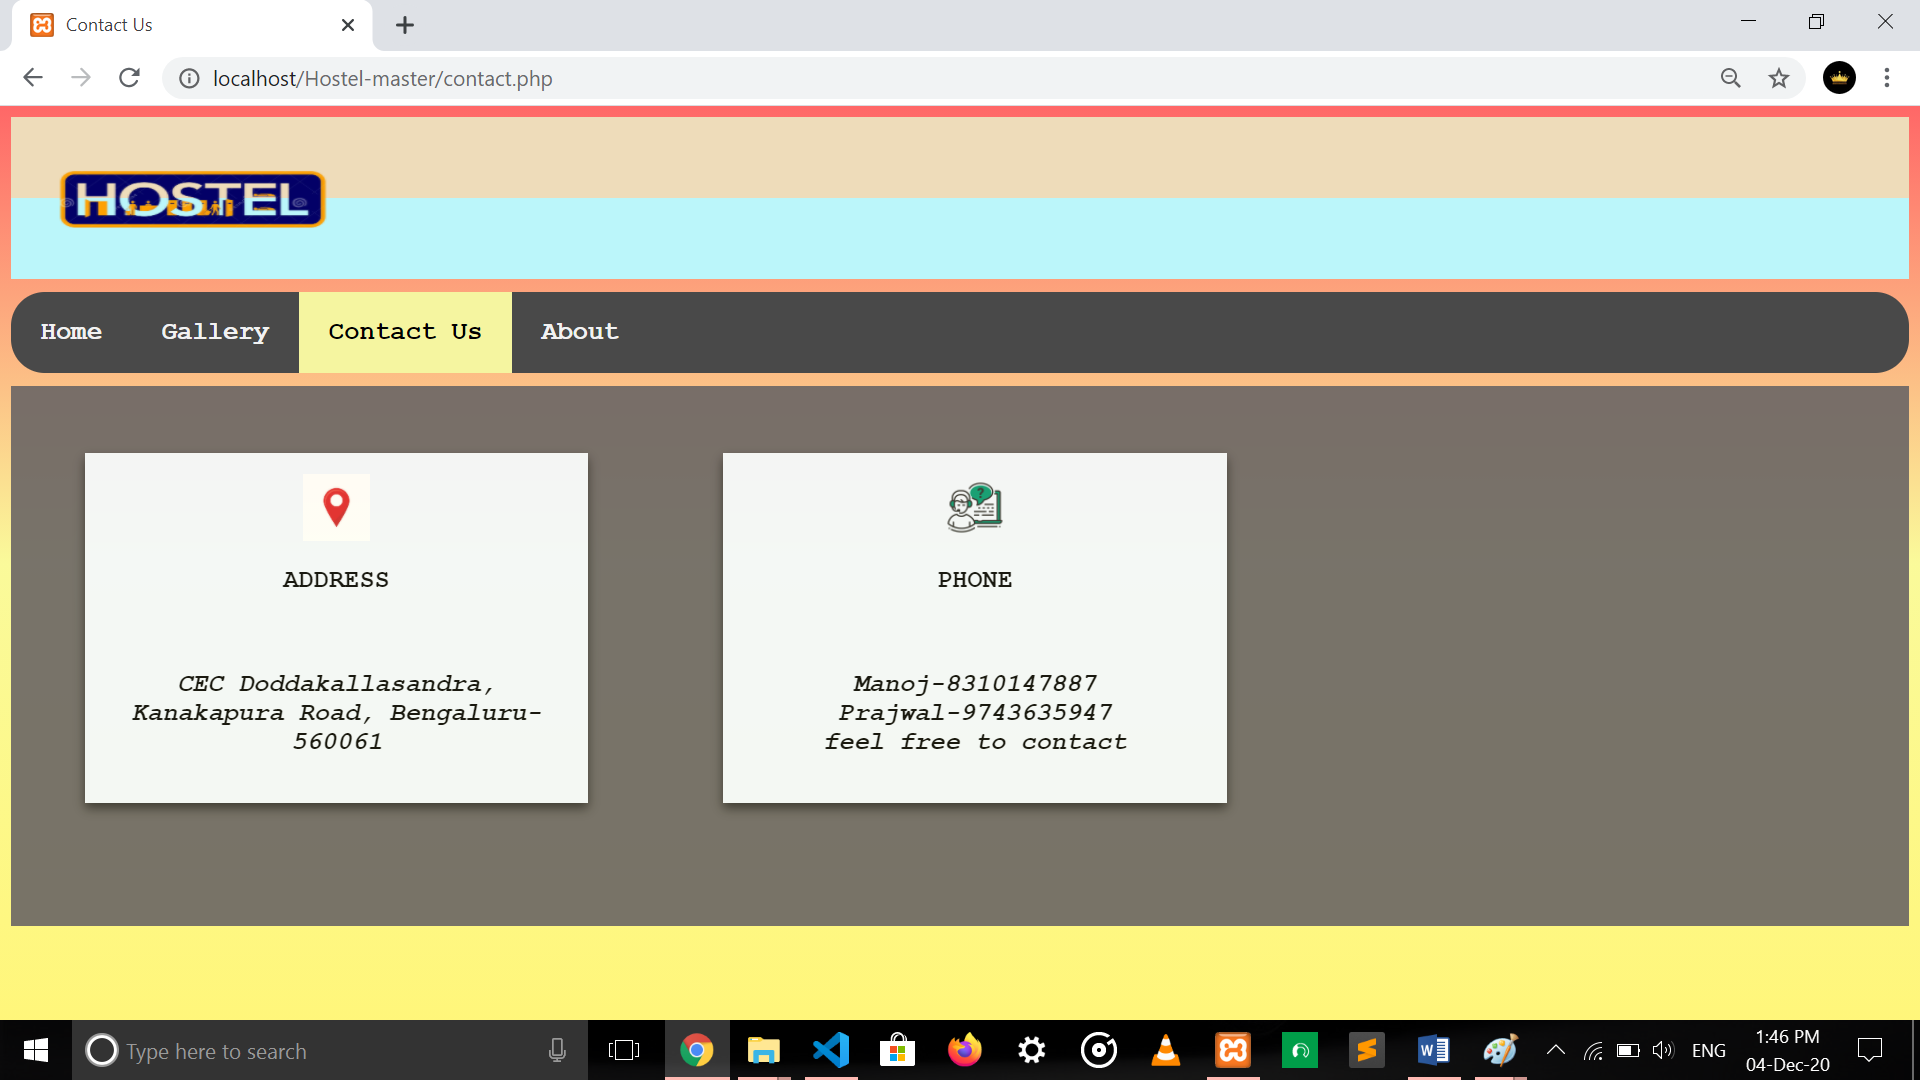 Contact Us
localhost/Hostel-master/contact.php
HOSTEL
Home Gallery Contact Us About
ADDRESS
CEC Doddakallasandra,
Kanakapura Road, Bengaluru-
560061
PHONE
Manoj-8310147887
Prajwal-9743635947
feel free to contact
Type here to search
ENG
1:46 PM
04-Dec-20